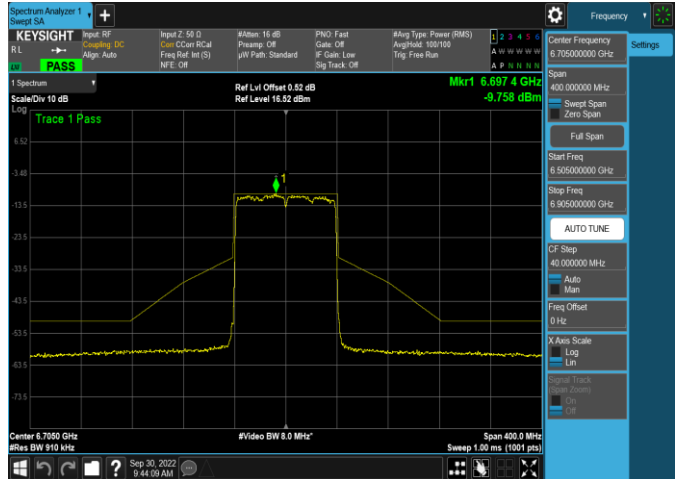 Spectrum Analyzer 1
Swept SA
Frequency
KEYSIGHT
Input: RF
Input Z: 50 Ω
#Atten: 16 dB
PNO: Fast
#Avg Type: Power (RMS)
1 2 3 4 5 6
R L
Coupling: DC
Corr CCorr RCal
Preamp: Off
Gate: Off
Avg|Hold: 100/100
A W W W W W
Align: Auto
Freq Ref: Int (S)
µW Path: Standard
IF Gain: Low
Trig: Free Run
PASS
NFE: Off
Sig Track: Off
A P N N N N
1 Spectrum
Ref Lvl Offset 0.52 dB
Mkr1 6.697 4 GHz
Scale/Div 10 dB
Ref Level 16.52 dBm
-9.758 dBm
Log
Trace 1 Pass
1
6.52
-3.48
-13.5
-23.5
-33.5
-43.5
-53.5
-63.5
-73.5
Center 6.7050 GHz
#Video BW 8.0 MHz*
Span 400.0 MHz
#Res BW 910 kHz
Sweep 1.00 ms (1001 pts)
Sep 30, 2022
9:44:09 AM
Settings
Center Frequency
6.705000000 GHz
Span
400.000000 MHz
Swept Span
Zero Span
Full Span
Start Freq
6.505000000 GHz
Stop Freq
6.905000000 GHz
AUTO TUNE
CF Step
40.000000 MHz
Auto
Man
Freq Offset
0 Hz
X Axis Scale
Log
Lin
Signal Track
(Span Zoom)
On
Off